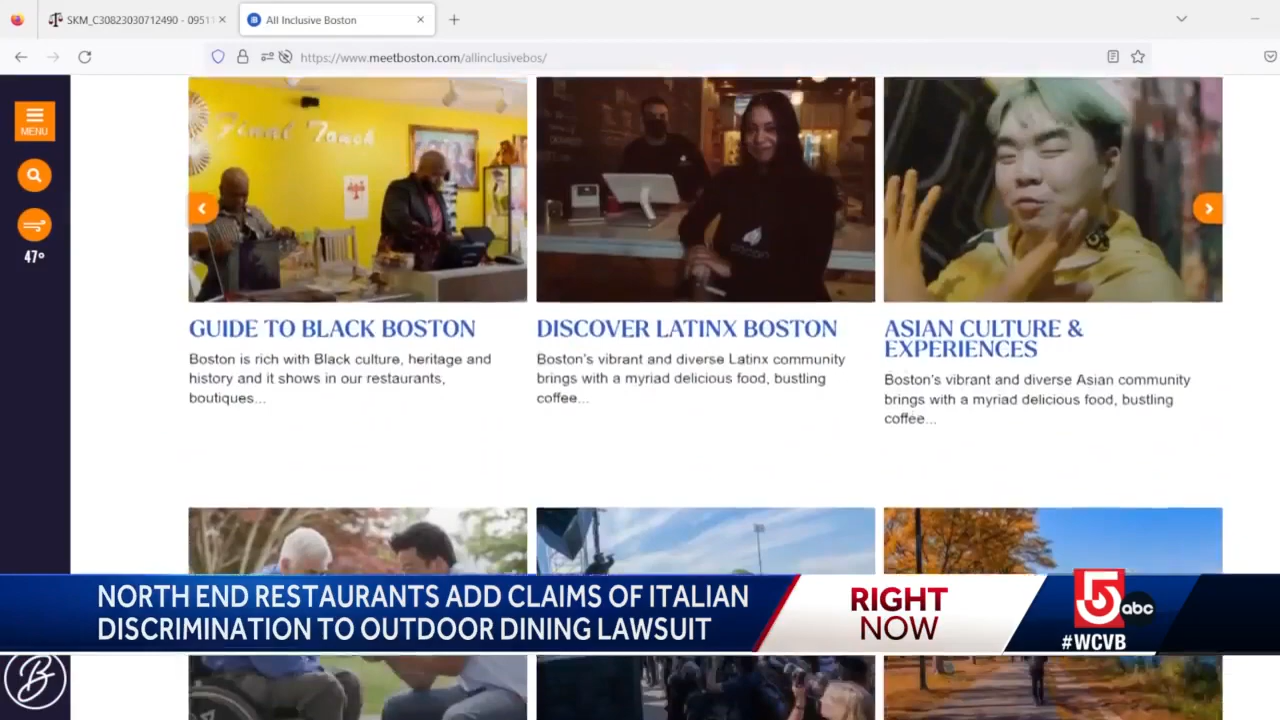 SKM_C30823030712490 - 0951
All Inclusive Boston
https://www.meetboston.com/allinclusivebos/
MENU
47°
GUIDE TO BLACK BOSTON
Boston is rich with Black culture, heritage and
history and it shows in our restaurants,
boutiques...
DISCOVER LATINX BOSTON
Boston's vibrant and diverse Latinx community
brings with a myriad delicious food, bustling
coffee...
ASIAN CULTURE &
EXPERIENCES
Boston's vibrant and diverse Asian community
brings with a myriad delicious food, bustling
coffee...
NORTH END RESTAURANTS ADD CLAIMS OF ITALIAN
DISCRIMINATION TO OUTDOOR DINING LAWSUIT
RIGHT
NOW
5
abc
#WCVB
B